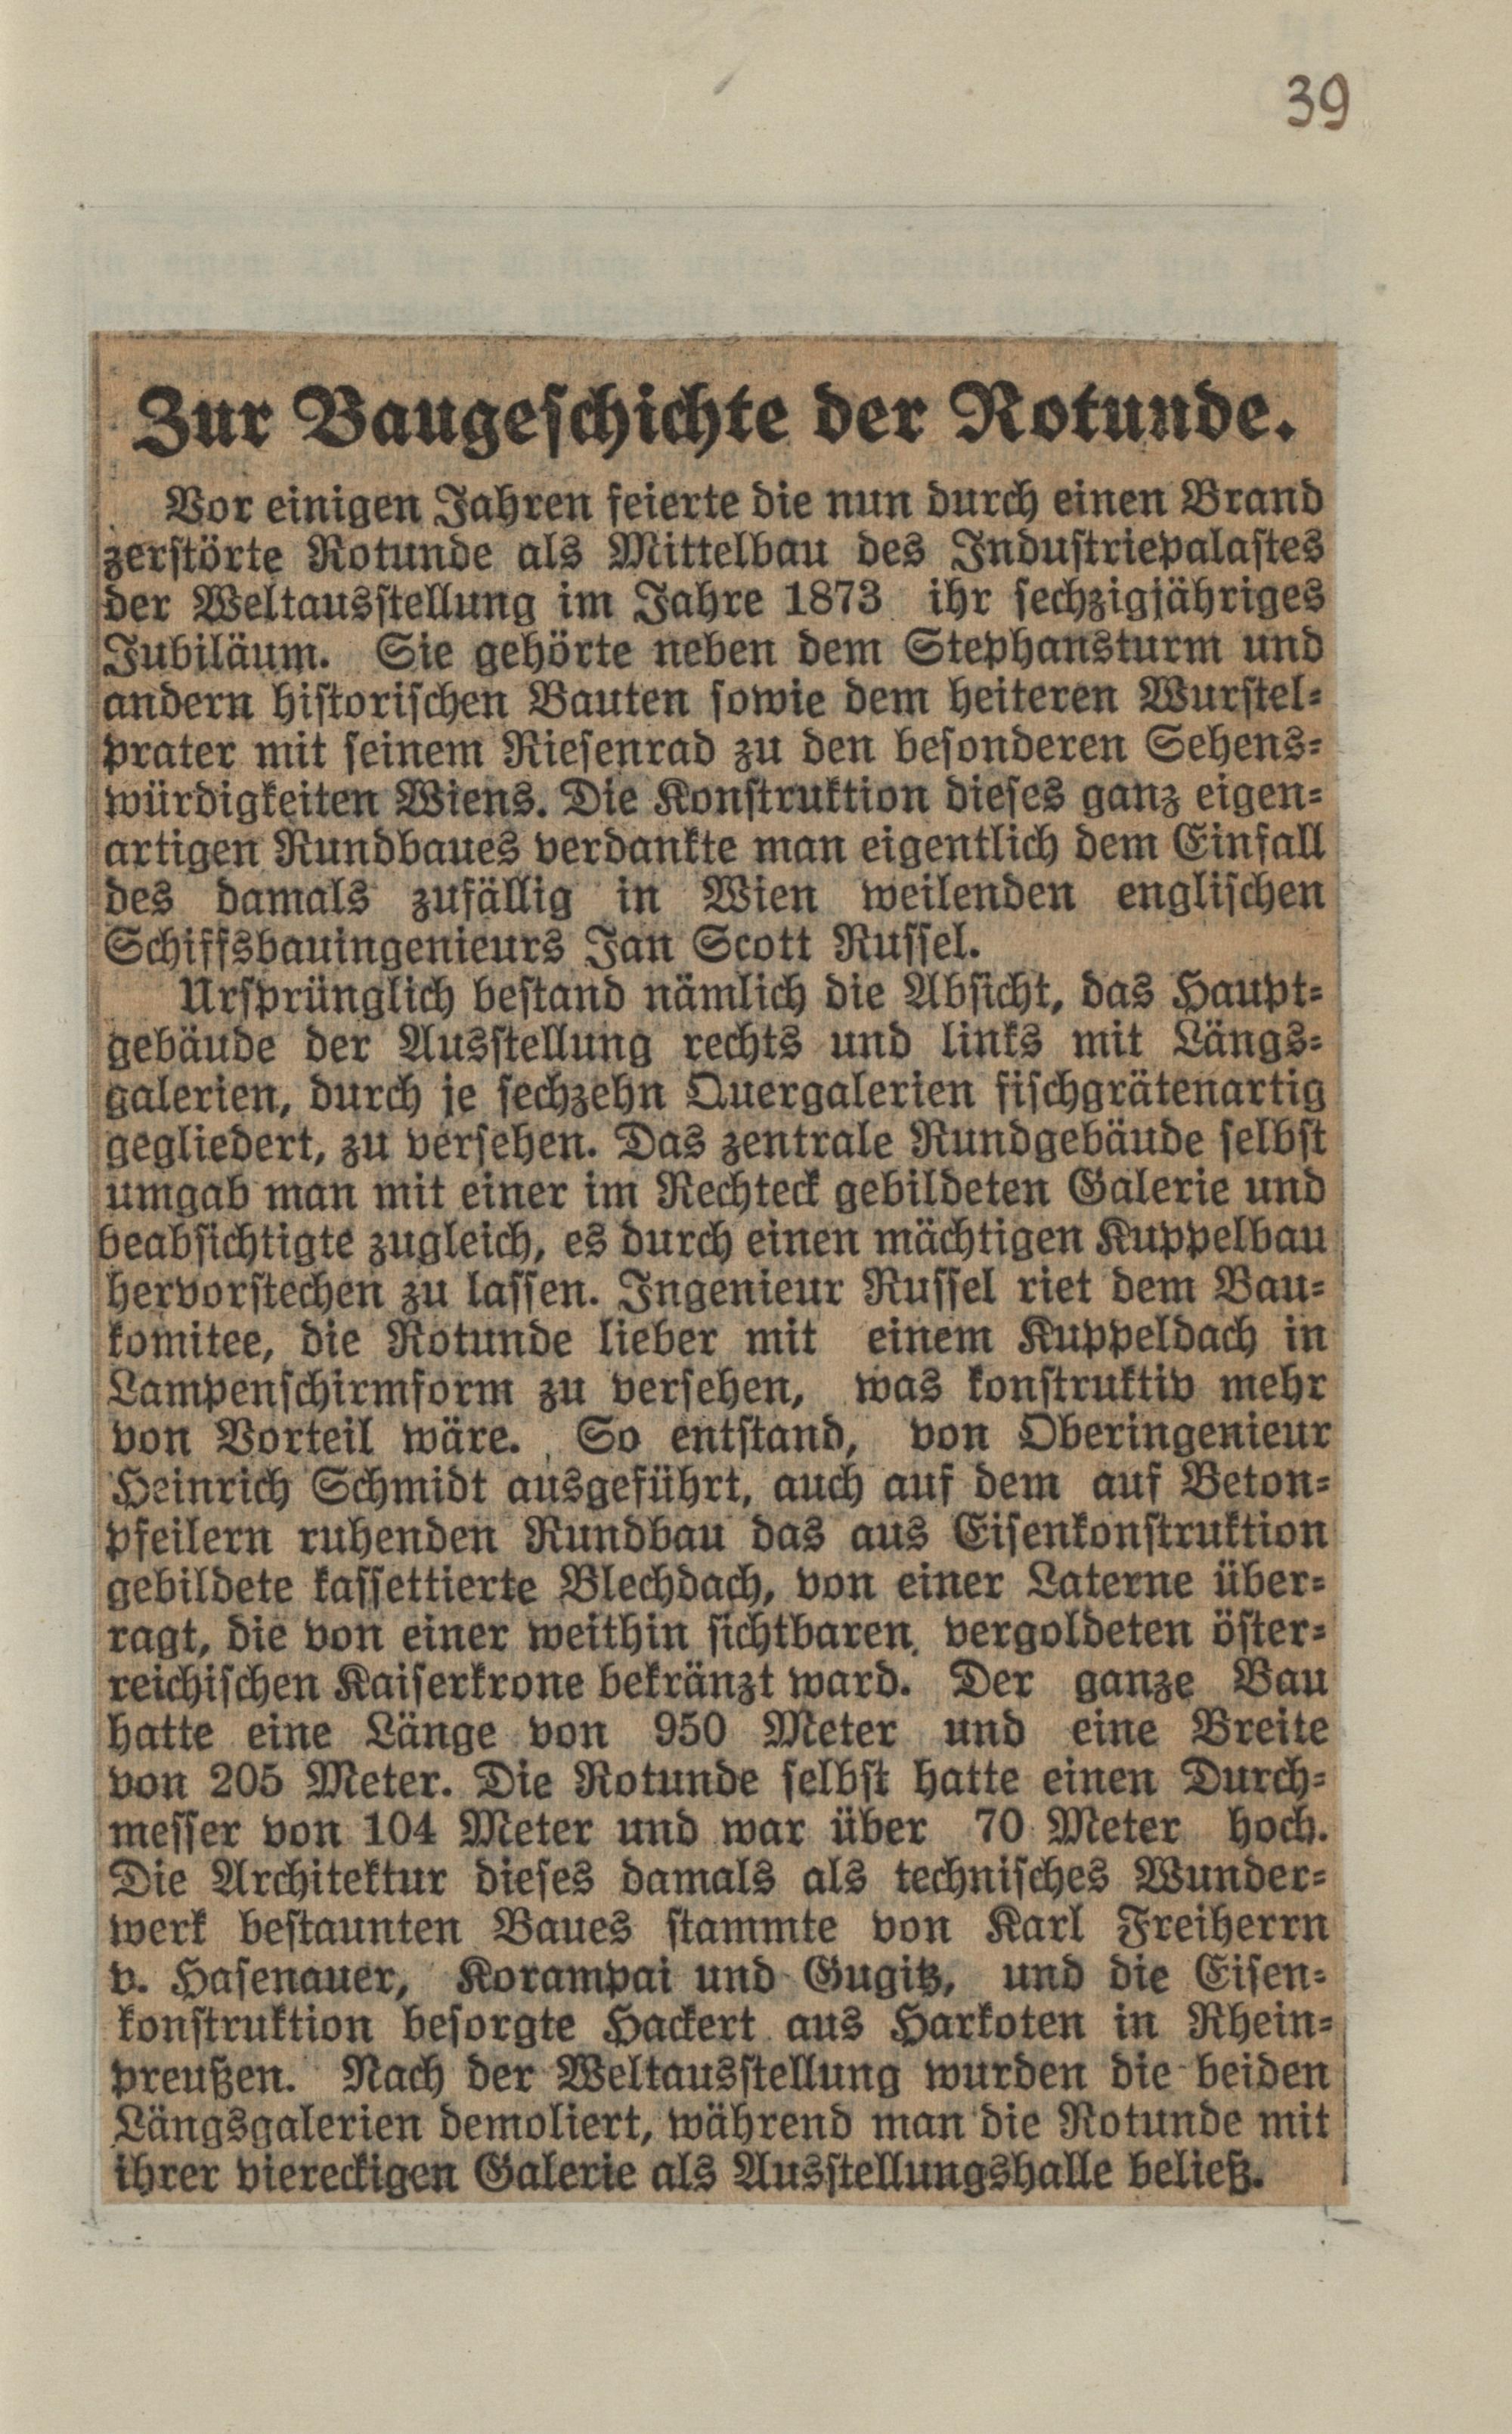 39
Zur Baugeschichte der Rotunde.
Vor einigen Jahren feierte die nun durch einen Brand
zerstörte Rotunde als Mittelbau des Industriepalastes
der Weltausstellung im Jahre 1873 ihr sechzigjähriges
Jubiläum. Sie gehörte neben dem Stephansturm und
andern historischen Bauten sowie dem heiteren Wurstel-
prater mit seinem Riesenrad zu den besonderen Sehens-
würdigkeiten Wiens. Die Konstruktion dieses ganz eigen-
artigen Rundbaues verdankte man eigentlich dem Einfall
des damals zufällig in Wien weilenden englischen
Schiffsbauingenieurs Jan Scott Russel.
Ursprünglich bestand nämlich die Absicht, das Haupt-
gebäude der Ausstellung rechts und links mit Längs-
galerien, durch je sechzehn Quergalerien fischgrätenartig
gegliedert, zu versehen. Das zentrale Rundgebäude selbst
umgab man mit einer im Rechteck gebildeten Galerie und
beabsichtigte zugleich, es durch einen mächtigen Kuppelbau
hervorstechen zu lassen. Ingenieur Russel riet dem Bau-
komitee, die Rotunde lieber mit einem Kuppeldach in
Lampenschirmform zu versehen, was konstruktiv mehr
von Vorteil wäre. So entstand, von Oberingenieur
Heinrich Schmidt ausgeführt, auch auf dem auf Beton-
pfeilern ruhenden Rundbau das aus Eisenkonstruktion
gebildete kassettierte Blechdach, von einer Laterne über-
ragt, die von einer weithin sichtbaren, vergoldeten öster-
reichischen Kaiserkrone bekränzt ward. Der ganze Bau
hatte eine Länge von 950 Meter und eine Breite
von 205 Meter. Die Rotunde selbst hatte einen Durch-
messer von 104 Meter und war über 70 Meter hoch.
Die Architektur dieses damals als technisches Wunder-
werk bestaunten Baues stammte von Karl Freiherrn
v. Hasenauer, Korampai und Gugitz, und die Eisen-
konstruktion besorgte Hackert aus Harkoten in Rhein-
preußen. Nach der Weltausstellung wurden die beiden
Längsgalerien demoliert, während man die Rotunde mit
ihrer viereckigen Galerie als Ausstellungshalle beließ.